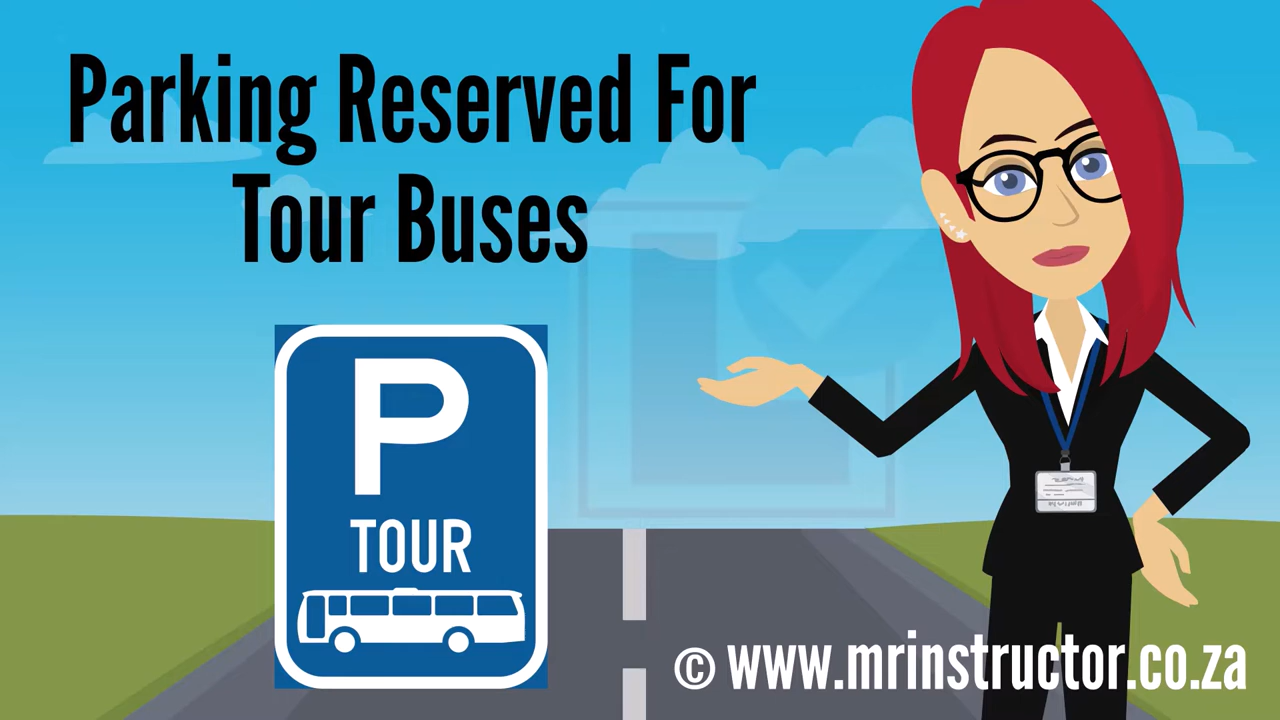 Parking Reserved For
Tour Buses
P
TOUR
© www.mrinstructor.co.za